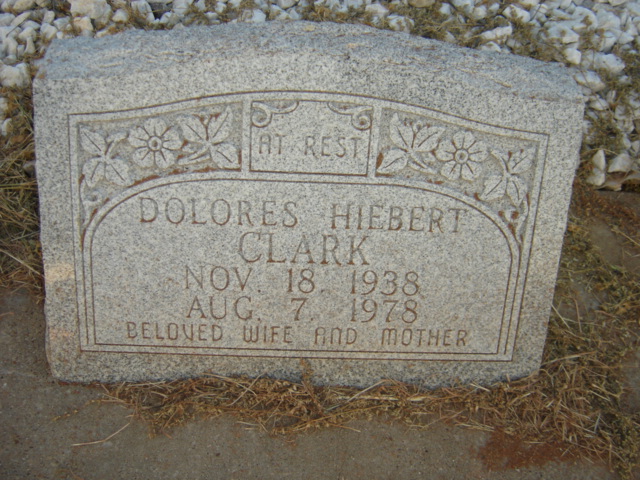 AT REST
DOLORES HIEBERT
CLARK
NOV. 18. 1938
AUG. 7. 1978
BELOVED WIFE AND MOTHER